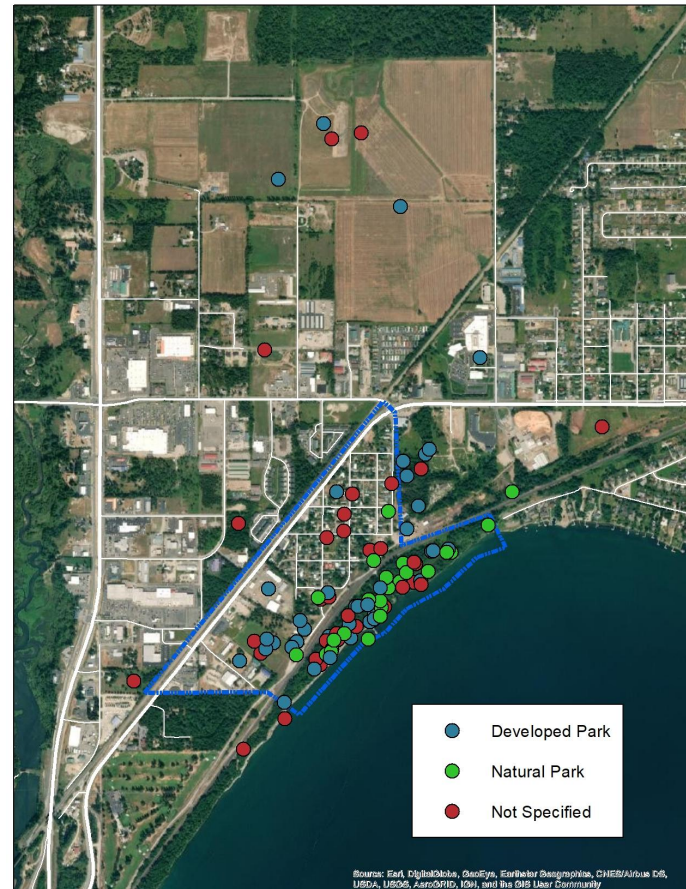 Developed Park
Natural Park
Not Specified
Source: Esri, DigitalGlobe, GeoEye, Earthstar Geographics, CNES/Airbus DS,
USDA, USGS, AeroGRID, IGN, and the GIS User Community